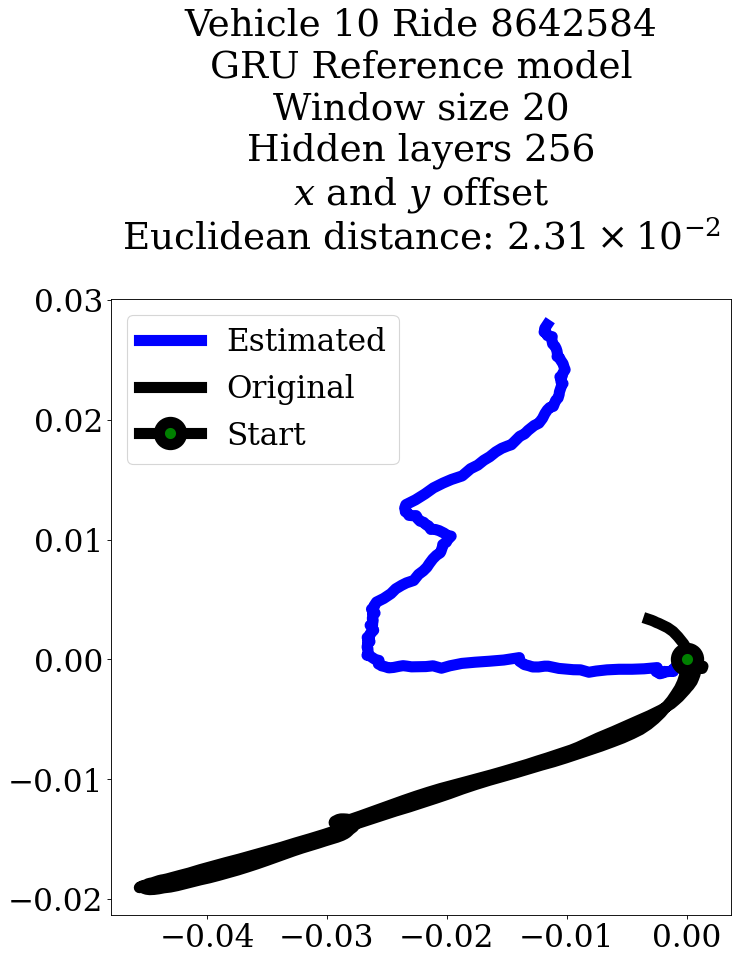 Vehicle 10 Ride 8642584
GRU Reference model
Window size 20
Hidden layers 256
x and y offset
Euclidean distance: 2.31 × 10⁻²
0.03
0.02
0.01
0.00
−0.01
−0.02
Estimated
Original
Start
−0.04
−0.03
−0.02
−0.01
0.00